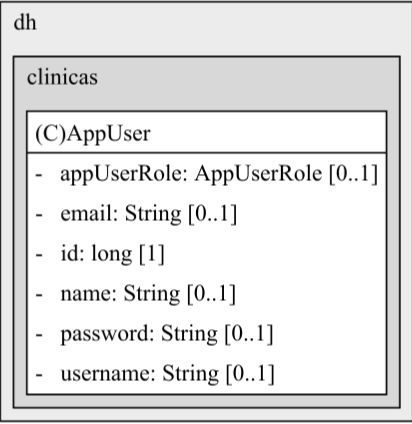 dh
clinicas
(C)AppUser
- appUserRole: AppUserRole [0..1]
- email: String [0..1]
- id: long [1]
- name: String [0..1]
- password: String [0..1]
- username: String [0..1]